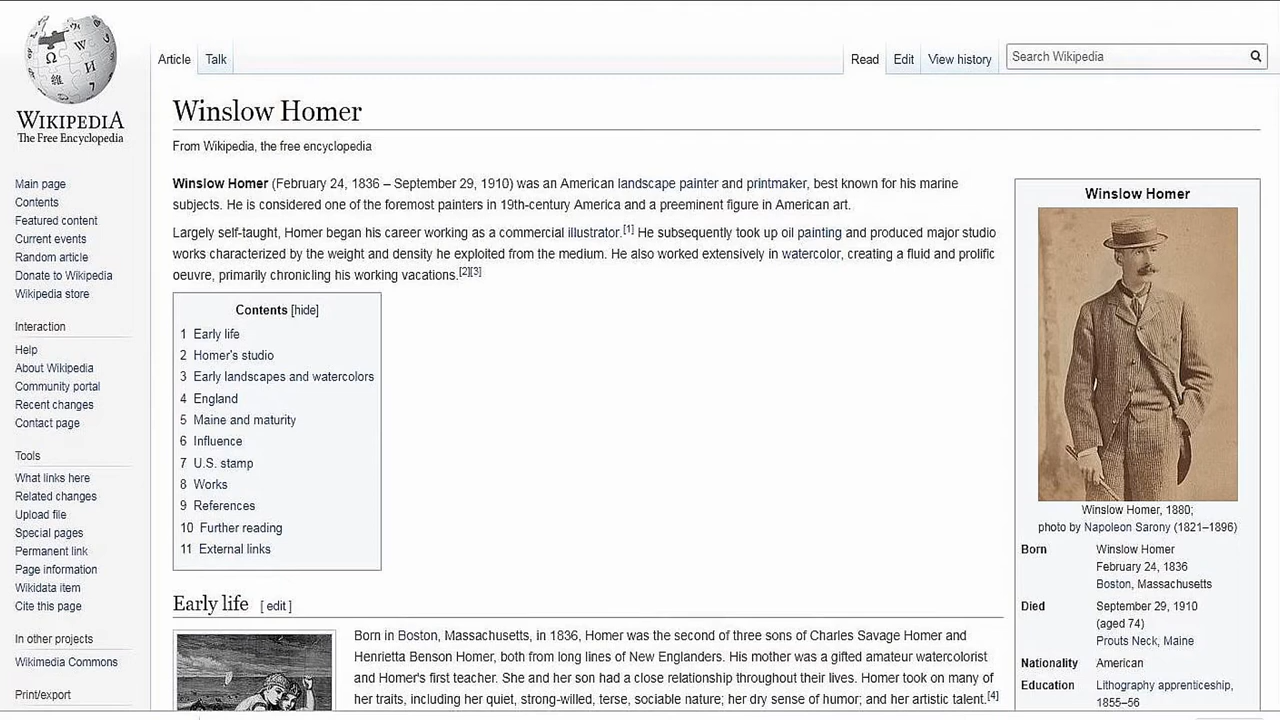 WIKIPEDIA
The Free Encyclopedia
Main page
Contents
Featured content
Current events
Random article
Donate to Wikipedia
Wikipedia store
Interaction
Help
About Wikipedia
Community portal
Recent changes
Contact page
Tools
What links here
Related changes
Upload file
Special pages
Permanent link
Page information
Wikidata item
Cite this page
In other projects
Wikimedia Commons
Print/export
Article Talk Read Edit View history Search Wikipedia
Winslow Homer
From Wikipedia, the free encyclopedia
Winslow Homer (February 24, 1836 – September 29, 1910) was an American landscape painter and printmaker, best known for his marine
subjects. He is considered one of the foremost painters in 19th-century America and a preeminent figure in American art.
Largely self-taught, Homer began his career working as a commercial illustrator.[1] He subsequently took up oil painting and produced major studio
works characterized by the weight and density he exploited from the medium. He also worked extensively in watercolor, creating a fluid and prolific
oeuvre, primarily chronicling his working vacations.[2][3]
Contents [hide]
1 Early life
2 Homer's studio
3 Early landscapes and watercolors
4 England
5 Maine and maturity
6 Influence
7 U.S. stamp
8 Works
9 References
10 Further reading
11 External links
Early life [ edit ]
Born in Boston, Massachusetts, in 1836, Homer was the second of three sons of Charles Savage Homer and
Henrietta Benson Homer, both from long lines of New Englanders. His mother was a gifted amateur watercolorist
and Homer's first teacher. She and her son had a close relationship throughout their lives. Homer took on many of
her traits, including her quiet, strong-willed, terse, sociable nature; her dry sense of humor; and her artistic talent.[4]
Winslow Homer
Winslow Homer, 1880;
photo by Napoleon Sarony (1821–1896)
Born Winslow Homer
February 24, 1836
Boston, Massachusetts
Died September 29, 1910
(aged 74)
Prouts Neck, Maine
Nationality American
Education Lithography apprenticeship,
1855–56